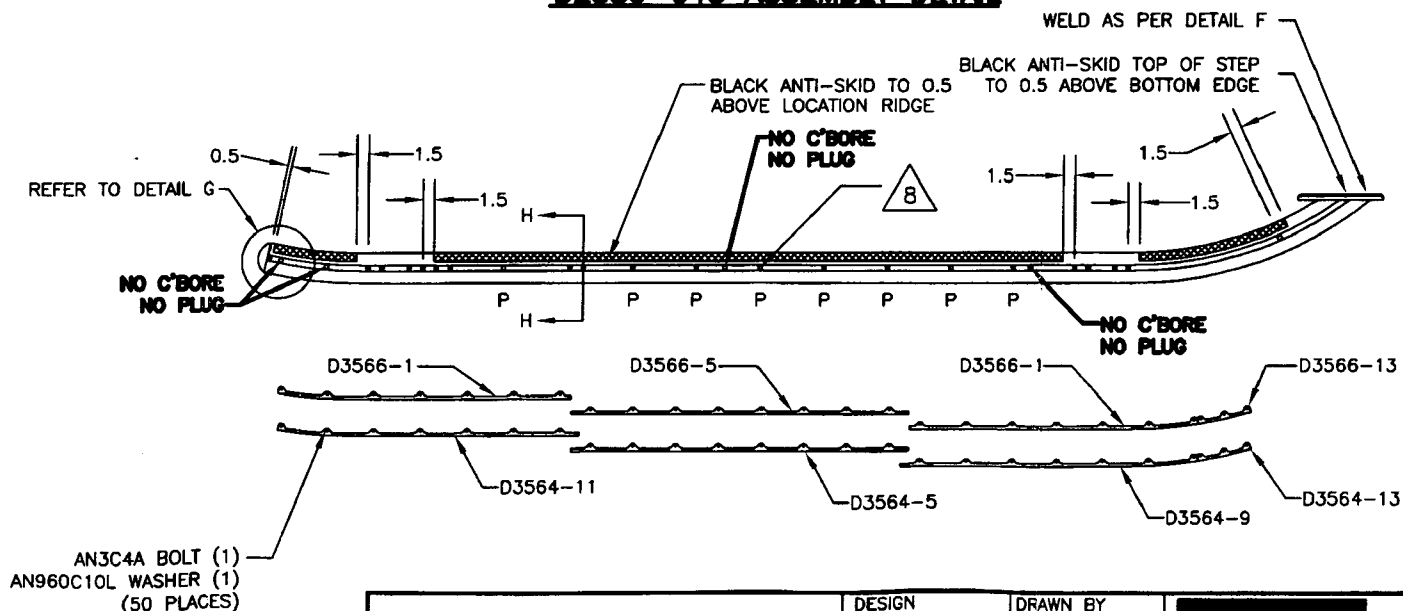 WELD AS PER DETAIL F
BLACK ANTI-SKID TOP OF STEP
TO 0.5 ABOVE BOTTOM EDGE
BLACK ANTI-SKID TO 0.5
ABOVE LOCATION RIDGE
NO C'BORE
NO PLUG
0.5
1.5
1.5
REFER TO DETAIL G
H
8
1.5
1.5
1.5
NO C'BORE
NO PLUG
P P P P P P P P
H
NO C'BORE
NO PLUG
D3566-1
D3566-5
D3566-1
D3566-13
D3564-11
D3564-5
D3564-9
D3564-13
AN3C4A BOLT (1)
AN960C10L WASHER (1)
(50 PLACES)
DESIGN
DRAWN BY